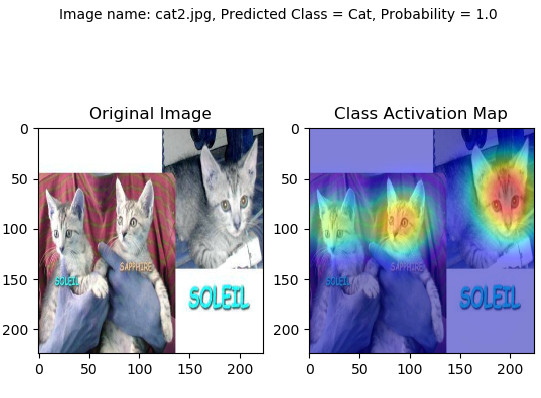 Image name: cat2.jpg, Predicted Class = Cat, Probability = 1.0
Original Image
Class Activation Map
0
50
100
150
200
0 50 100 150 200
SOLEIL
SAPPHIRE
SOLEIL
0
50
100
150
200
0 50 100 150 200
SOLEIL
SAPPHIRE
SOLEIL